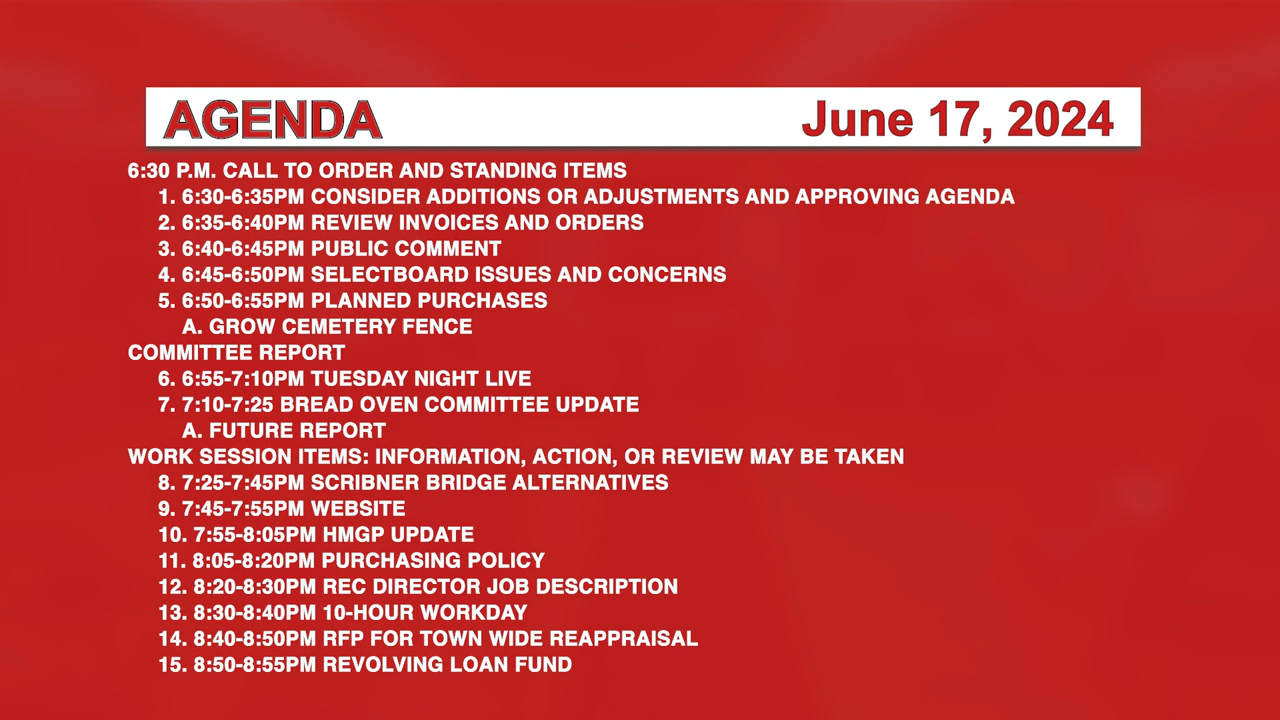 AGENDA June 17, 2024
6:30 P.M. CALL TO ORDER AND STANDING ITEMS
1. 6:30-6:35PM CONSIDER ADDITIONS OR ADJUSTMENTS AND APPROVING AGENDA
2. 6:35-6:40PM REVIEW INVOICES AND ORDERS
3. 6:40-6:45PM PUBLIC COMMENT
4. 6:45-6:50PM SELECTBOARD ISSUES AND CONCERNS
5. 6:50-6:55PM PLANNED PURCHASES
A. GROW CEMETERY FENCE
COMMITTEE REPORT
6. 6:55-7:10PM TUESDAY NIGHT LIVE
7. 7:10-7:25 BREAD OVEN COMMITTEE UPDATE
A. FUTURE REPORT
WORK SESSION ITEMS: INFORMATION, ACTION, OR REVIEW MAY BE TAKEN
8. 7:25-7:45PM SCRIBNER BRIDGE ALTERNATIVES
9. 7:45-7:55PM WEBSITE
10. 7:55-8:05PM HMGP UPDATE
11. 8:05-8:20PM PURCHASING POLICY
12. 8:20-8:30PM REC DIRECTOR JOB DESCRIPTION
13. 8:30-8:40PM 10-HOUR WORKDAY
14. 8:40-8:50PM RFP FOR TOWN WIDE REAPPRAISAL
15. 8:50-8:55PM REVOLVING LOAN FUND